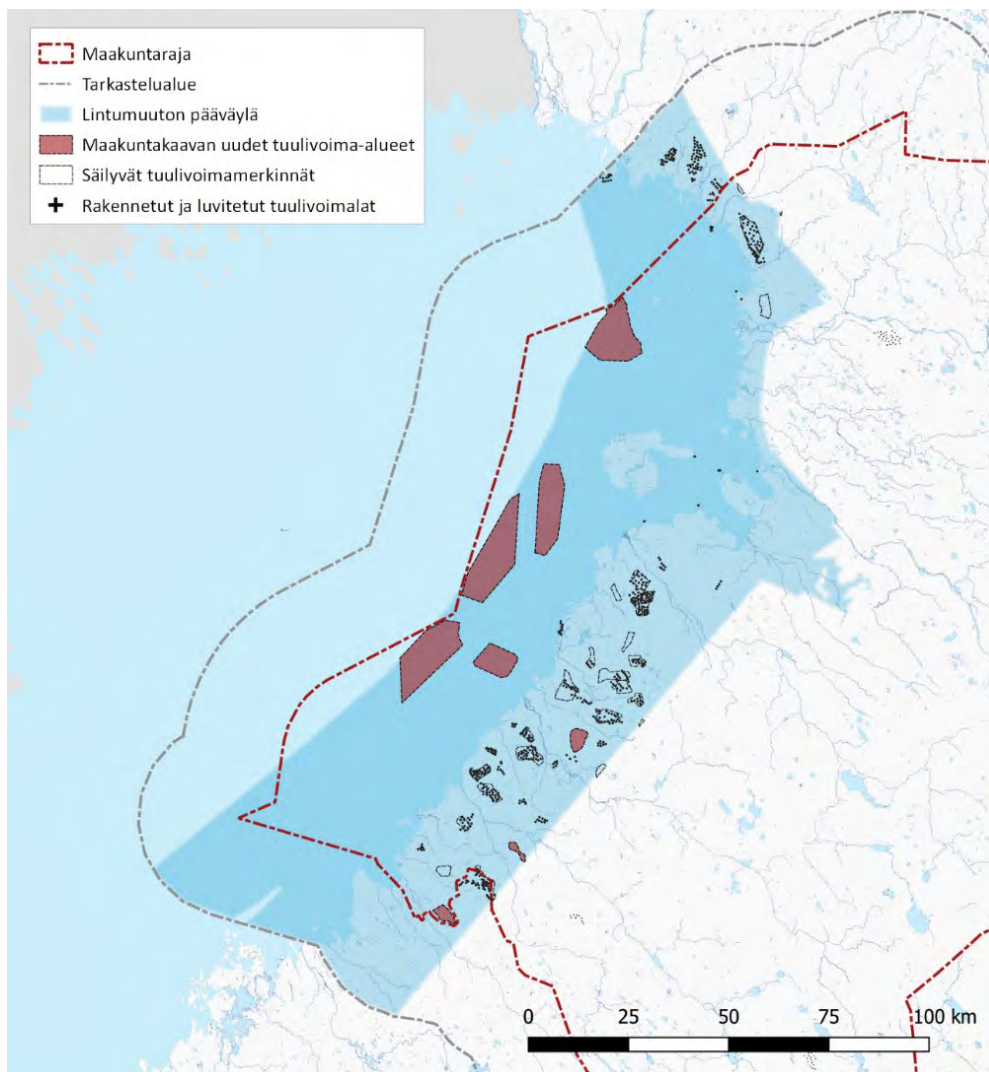 Maakuntaraja
Tarkastelualue
Lintumuuton pääväylä
Maakuntakaavan uudet tuulivoima-alueet
Säilyvät tuulivoimamerkinnät
Rakennetut ja luvitetut tuulivoimalat
0 25 50 75 100 km